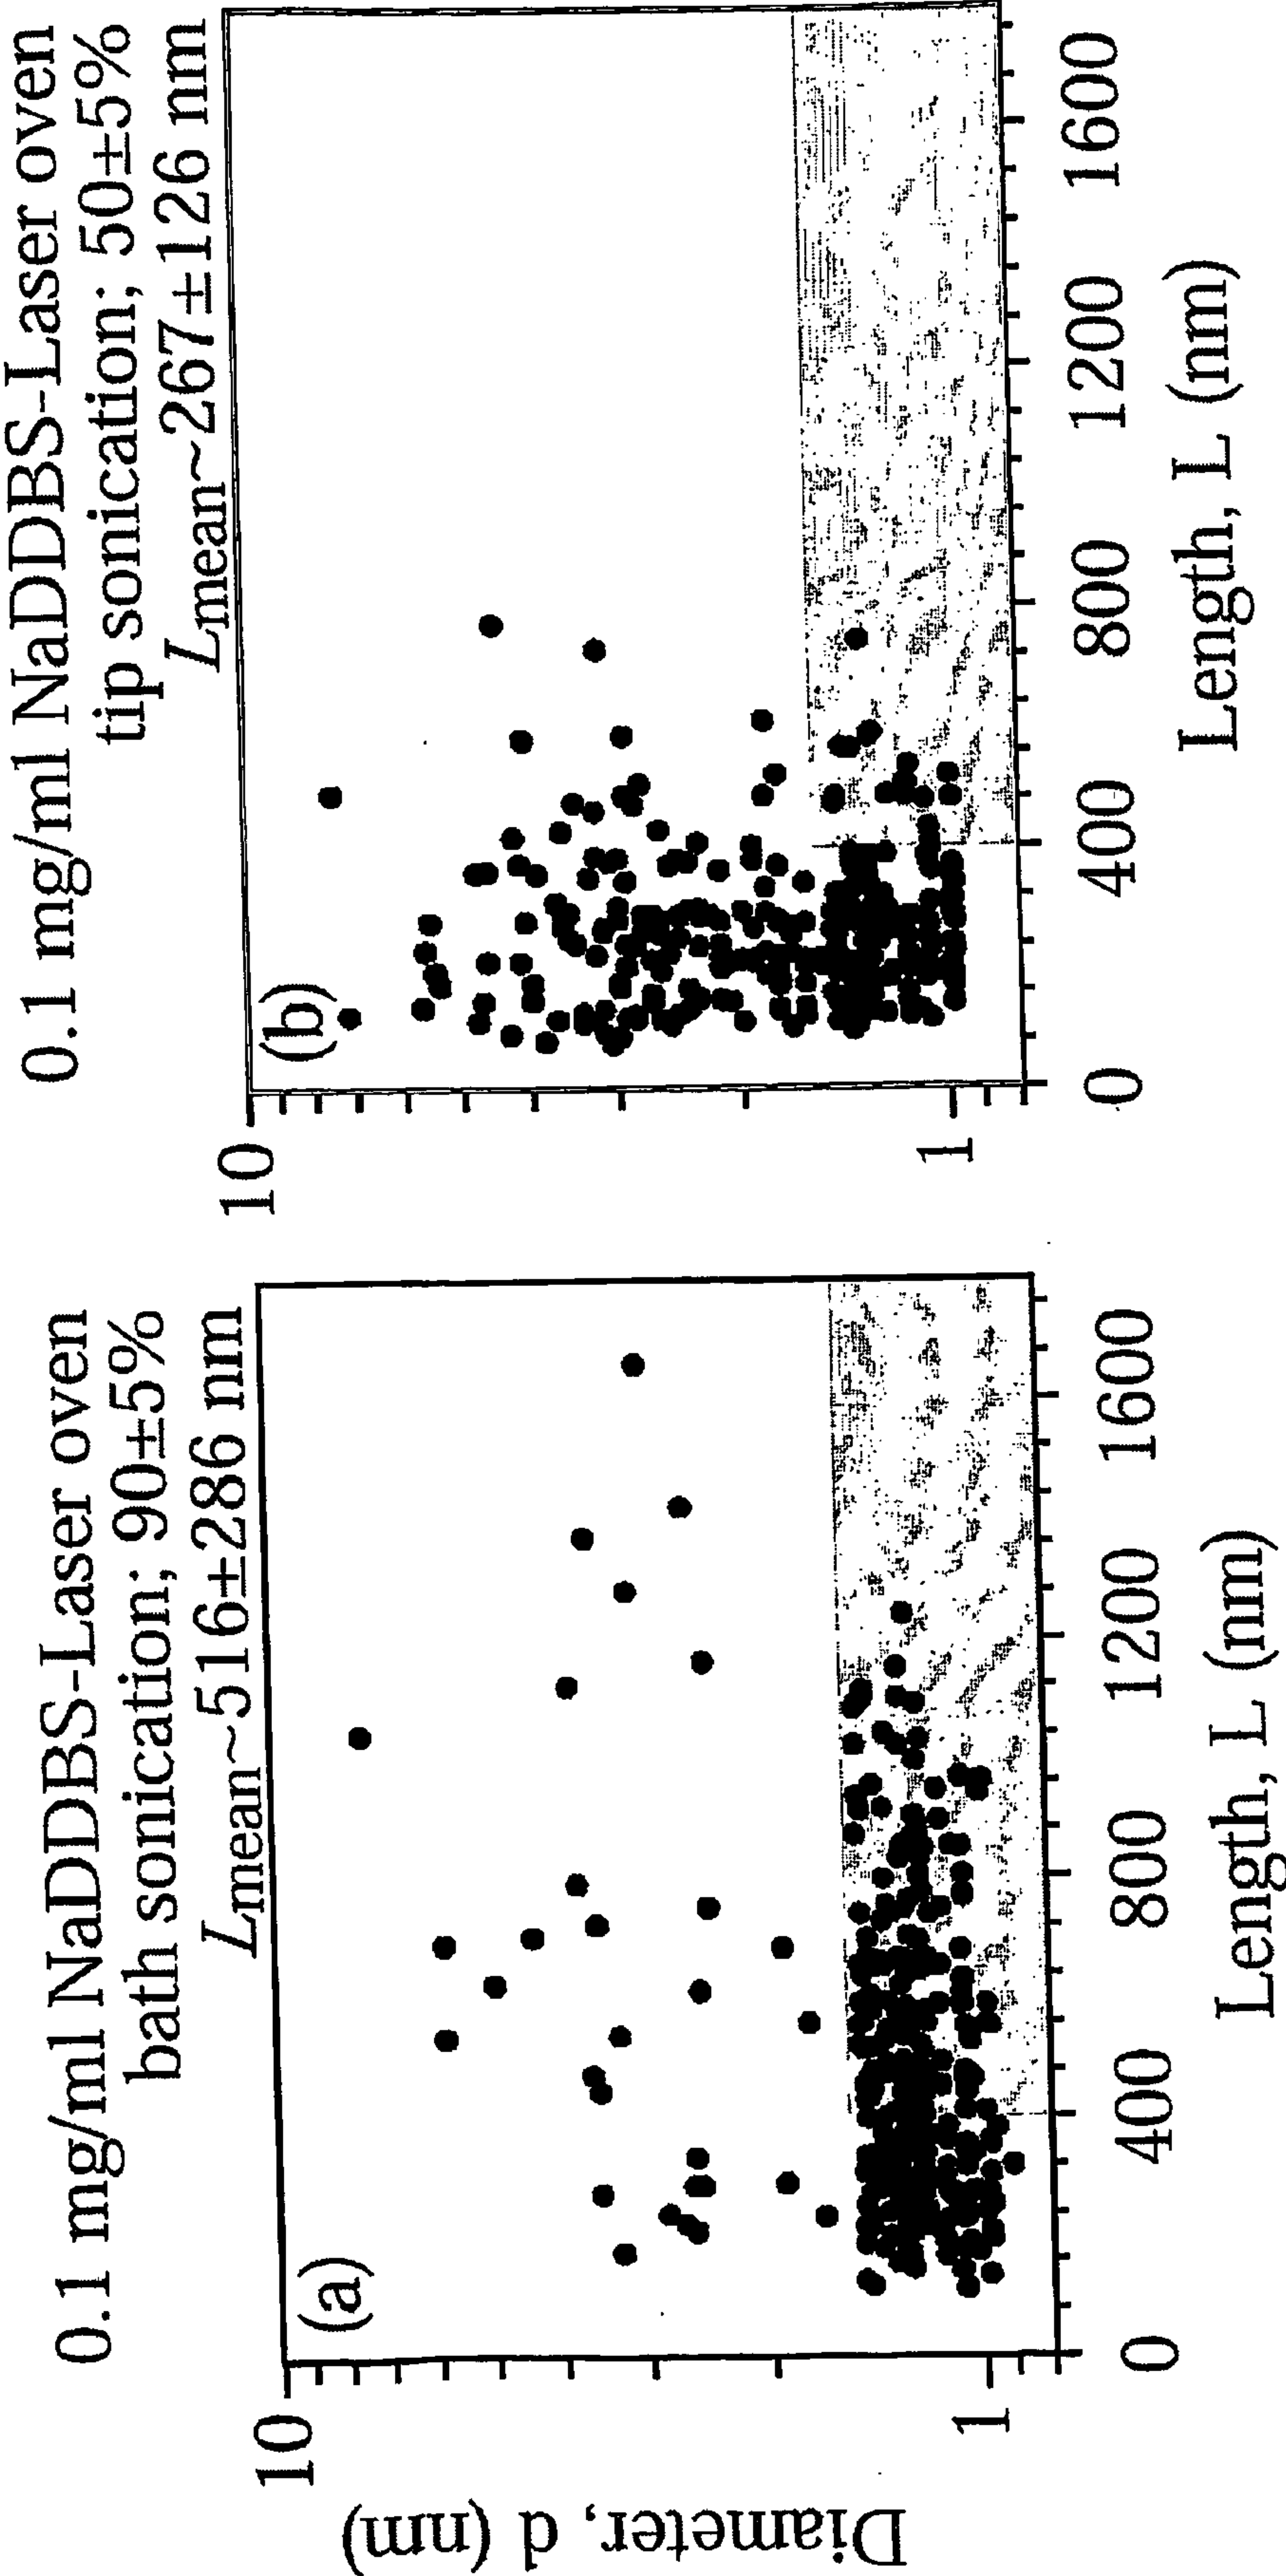 0.1 mg/ml NaDDBS-Laser oven
bath sonication; 90±5%
Lmean~516±286 nm
(a)
10
1
Diameter, d (nm)
0 400 800 1200 1600
Length, L (nm)
0.1 mg/ml NaDDBS-Laser oven
tip sonication; 50±5%
Lmean~267±126 nm
(b)
10
1
0 400 800 1200 1600
Length, L (nm)